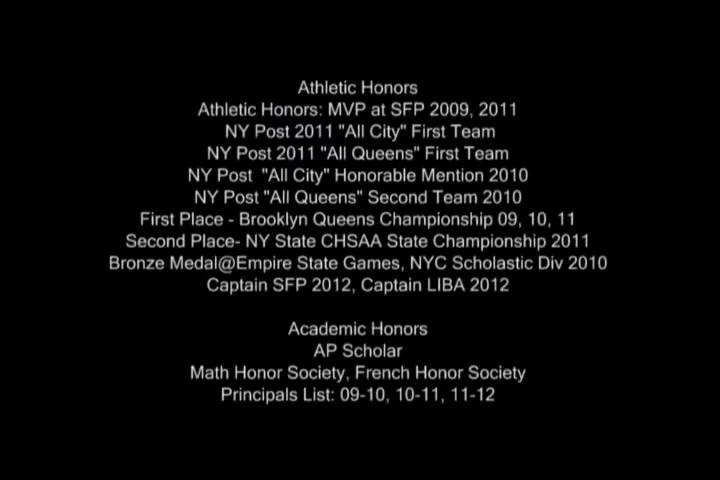 Athletic Honors
Athletic Honors: MVP at SFP 2009, 2011
NY Post 2011 "All City" First Team
NY Post 2011 "All Queens" First Team
NY Post  "All City" Honorable Mention 2010
NY Post "All Queens" Second Team 2010
First Place - Brooklyn Queens Championship 09, 10, 11
Second Place- NY State CHSAA State Championship 2011
Bronze Medal@Empire State Games, NYC Scholastic Div 2010
Captain SFP 2012, Captain LIBA 2012
Academic Honors
AP Scholar
Math Honor Society, French Honor Society
Principals List: 09-10, 10-11, 11-12